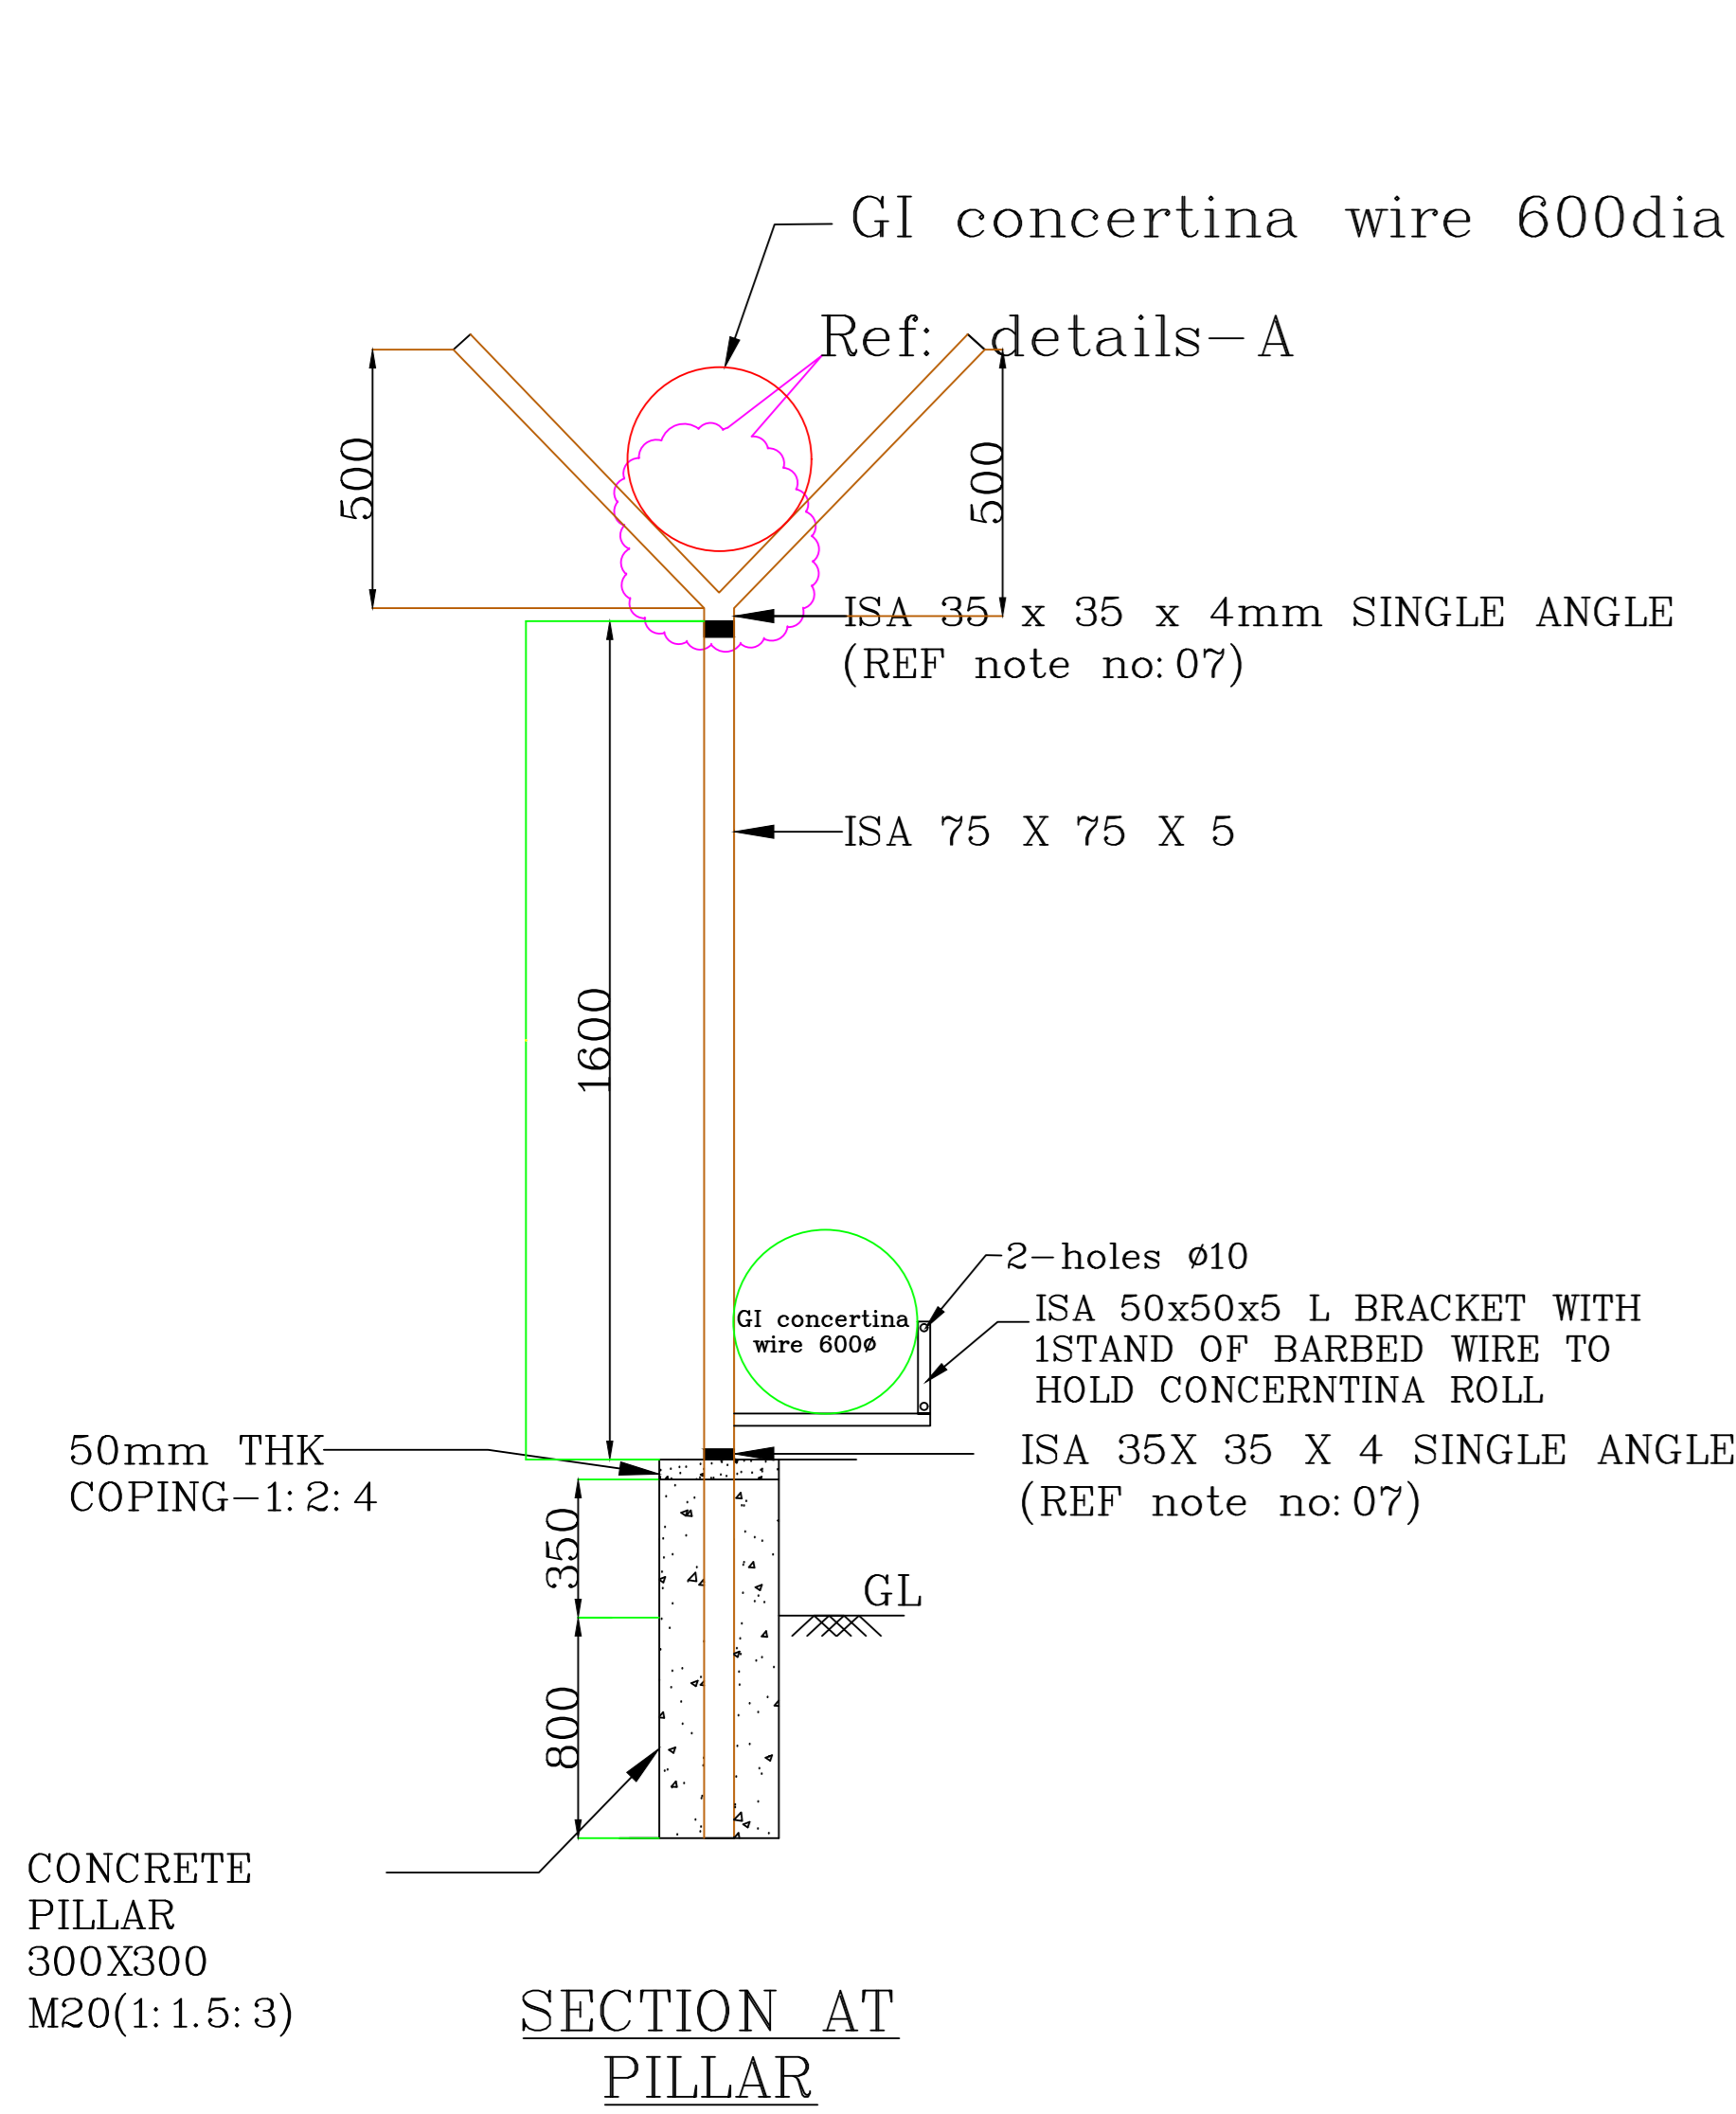 GI concertina wire 600dia
Ref: details-A
500
500
ISA 35 x 35 x 4mm SINGLE ANGLE
(REF note no:07)
ISA 75 X 75 X 5
1600
2-holes ø10
ISA 50x50x5 L BRACKET WITH
1STAND OF BARBED WIRE TO
HOLD CONCERNTINA ROLL
GI concertina
wire 600ø
50mm THK
COPING-1:2:4
ISA 35X 35 X 4 SINGLE ANGLE
(REF note no:07)
350
GL
800
CONCRETE
PILLAR
300X300
M20(1:1.5:3)
SECTION AT
PILLAR